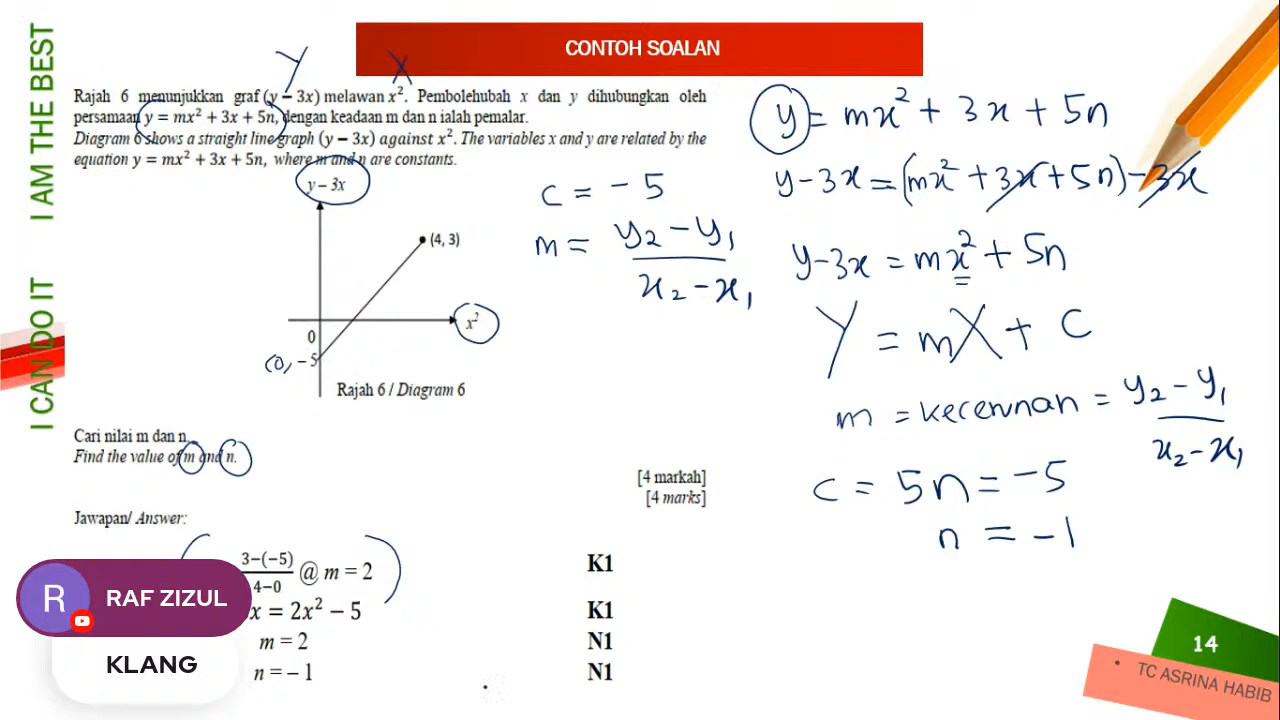 I AM THE BEST
I CAN DO IT
CONTOH SOALAN
Y X
Rajah 6 menunjukkan graf (y – 3x) melawan x². Pembolehubah x dan y dihubungkan oleh
persamaan y = mx² + 3x + 5n, dengan keadaan m dan n ialah pemalar.
Diagram 6 shows a straight line graph (y – 3x) against x². The variables x and y are related by the
equation y = mx² + 3x + 5n, where m and n are constants.
y – 3x
(4, 3)
x²
0
(0, – 5
Rajah 6 / Diagram 6
c = - 5
m = y₂ - y₁ / x₂ - x₁
Cari nilai m dan n.
Find the value of m and n.
[4 markah]
[4 marks]
Jawapan/ Answer:
3–(–5) / 4–0 @ m = 2 K1
x = 2x² – 5 K1
m = 2 N1
n = – 1 N1
y = mx² + 3x + 5n
y - 3x = (mx² + 3x + 5n) - 3x
y - 3x = mx² + 5n
Y = mX + C
m = kecerunan = y₂ - y₁ / x₂ - x₁
c = 5n = -5
n = -1
R RAF ZIZUL
KLANG
14
• TC ASRINA HABIB